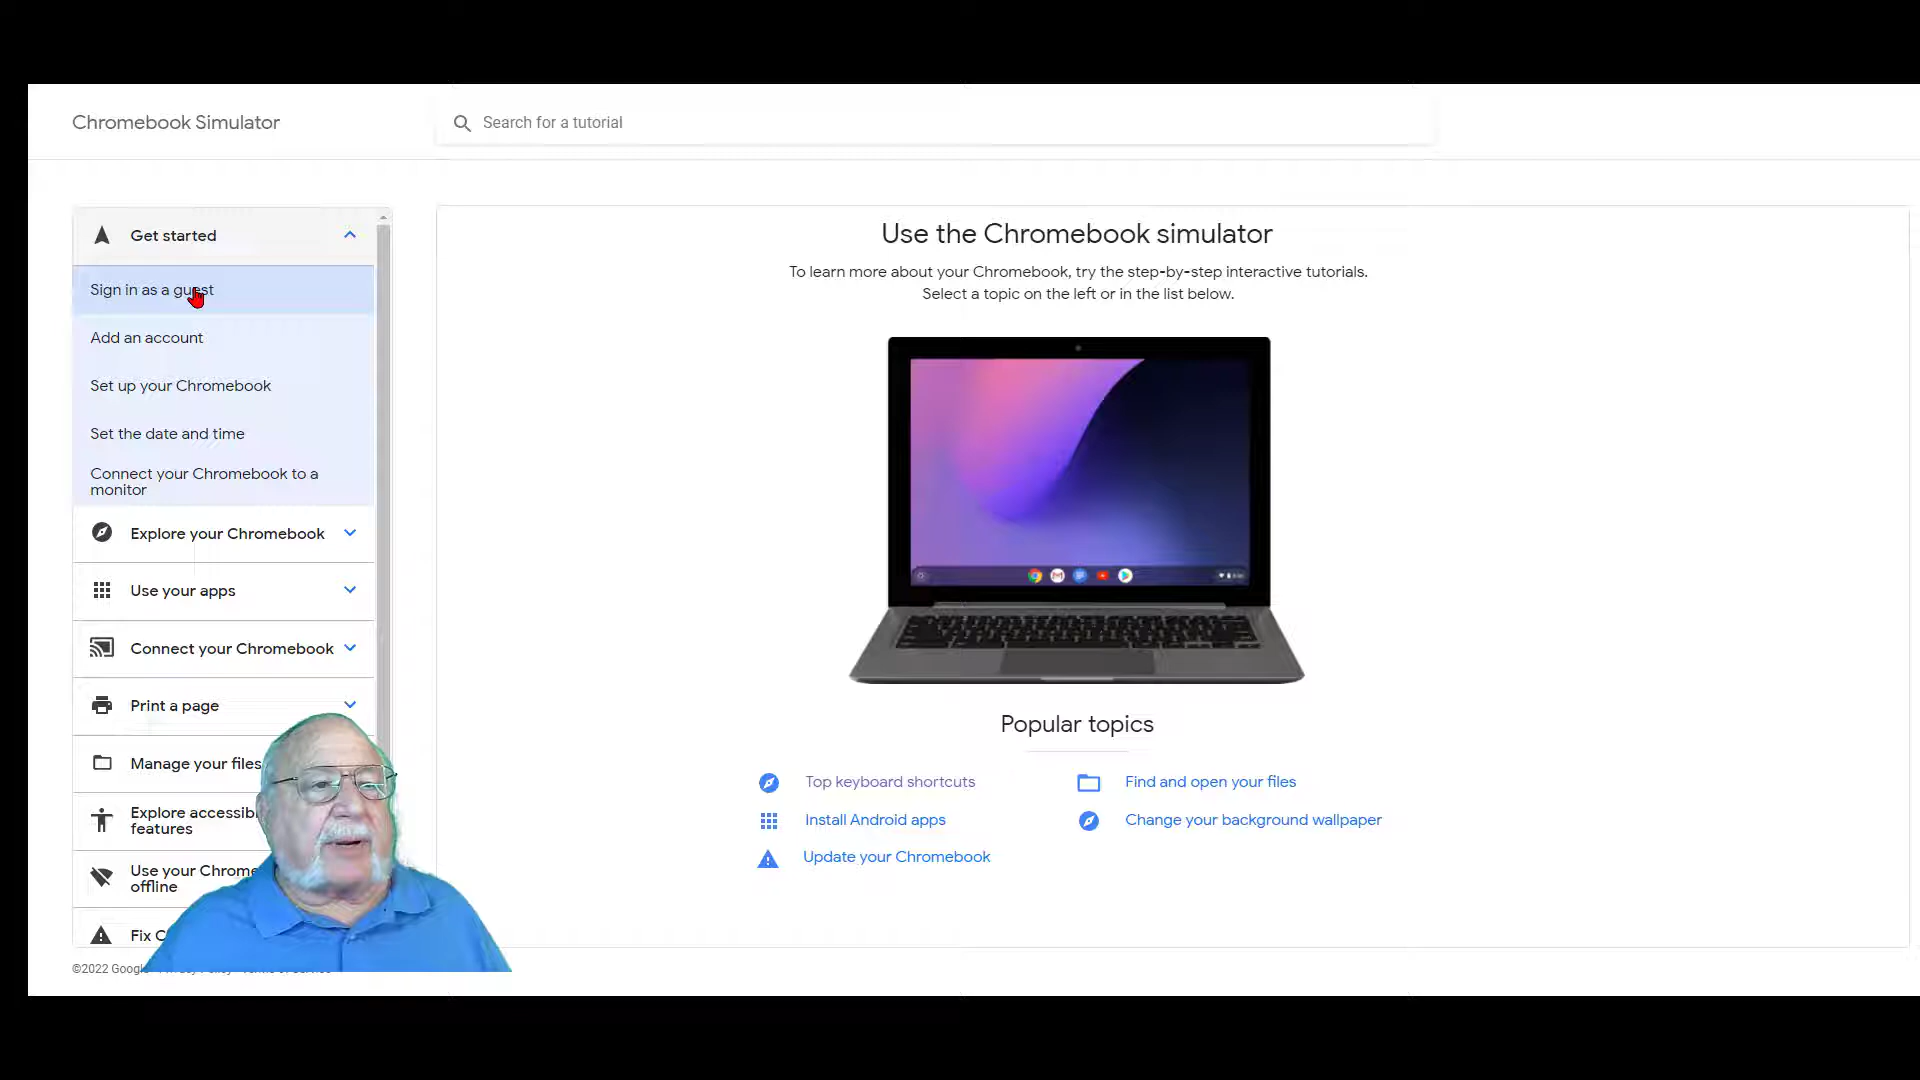 Chromebook Simulator
Search for a tutorial
Get started
Sign in as a guest
Add an account
Set up your Chromebook
Set the date and time
Connect your Chromebook to a
monitor
Explore your Chromebook
Use your apps
Connect your Chromebook
Print a page
Manage your files
Explore accessibi
features
Use your Chrome
offline
Fix C
©2022 Google
Use the Chromebook simulator
To learn more about your Chromebook, try the step-by-step interactive tutorials.
Select a topic on the left or in the list below.
Popular topics
Top keyboard shortcuts
Find and open your files
Install Android apps
Change your background wallpaper
Update your Chromebook